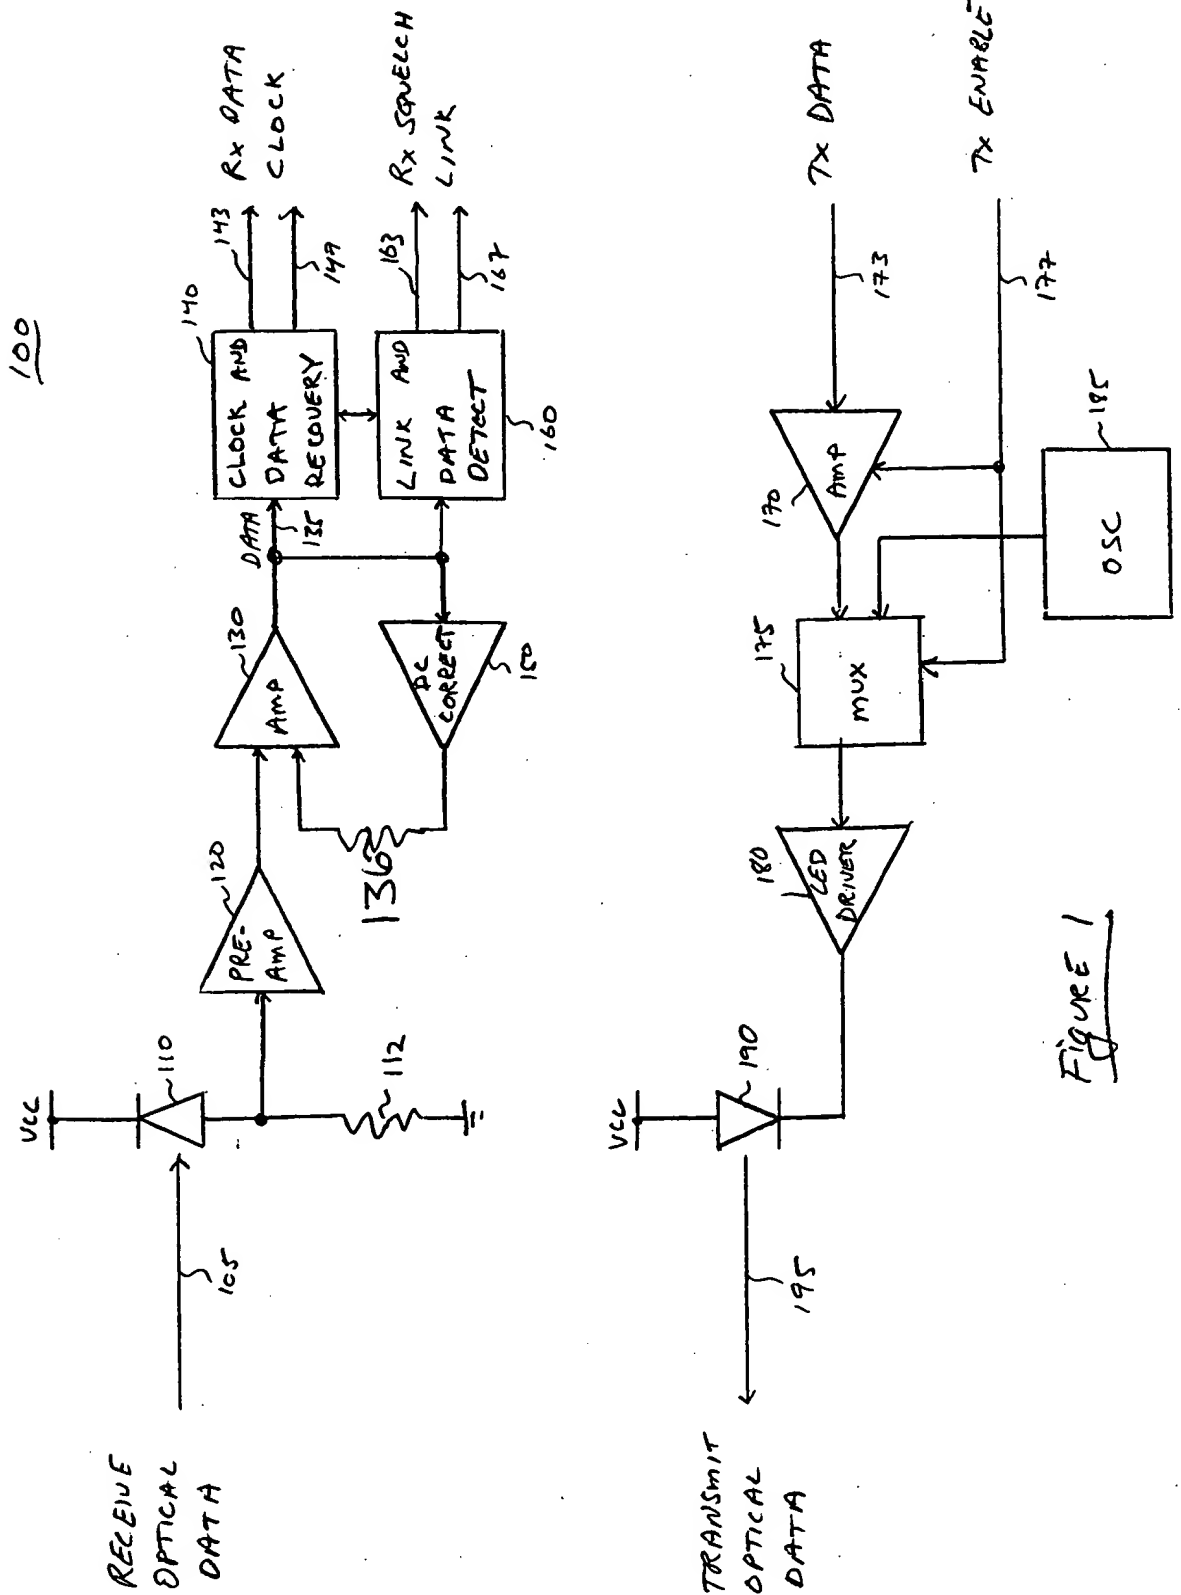 100
RECEIVE
OPTICAL
DATA
105
VCC
110
112
PRE-
AMP
120
AMP
130
136
DATA
135
DC
CORRECT
150
CLOCK AND
DATA
RECOVERY
140
LINK AND
DATA
DETECT
160
143
149
RX DATA
CLOCK
163
167
RX SQUELCH
LINK
TRANSMIT
OPTICAL
DATA
195
VCC
190
LED
DRIVER
180
MUX
175
AMP
170
OSC
185
173
TX DATA
177
TX ENABLE
FIGURE 1